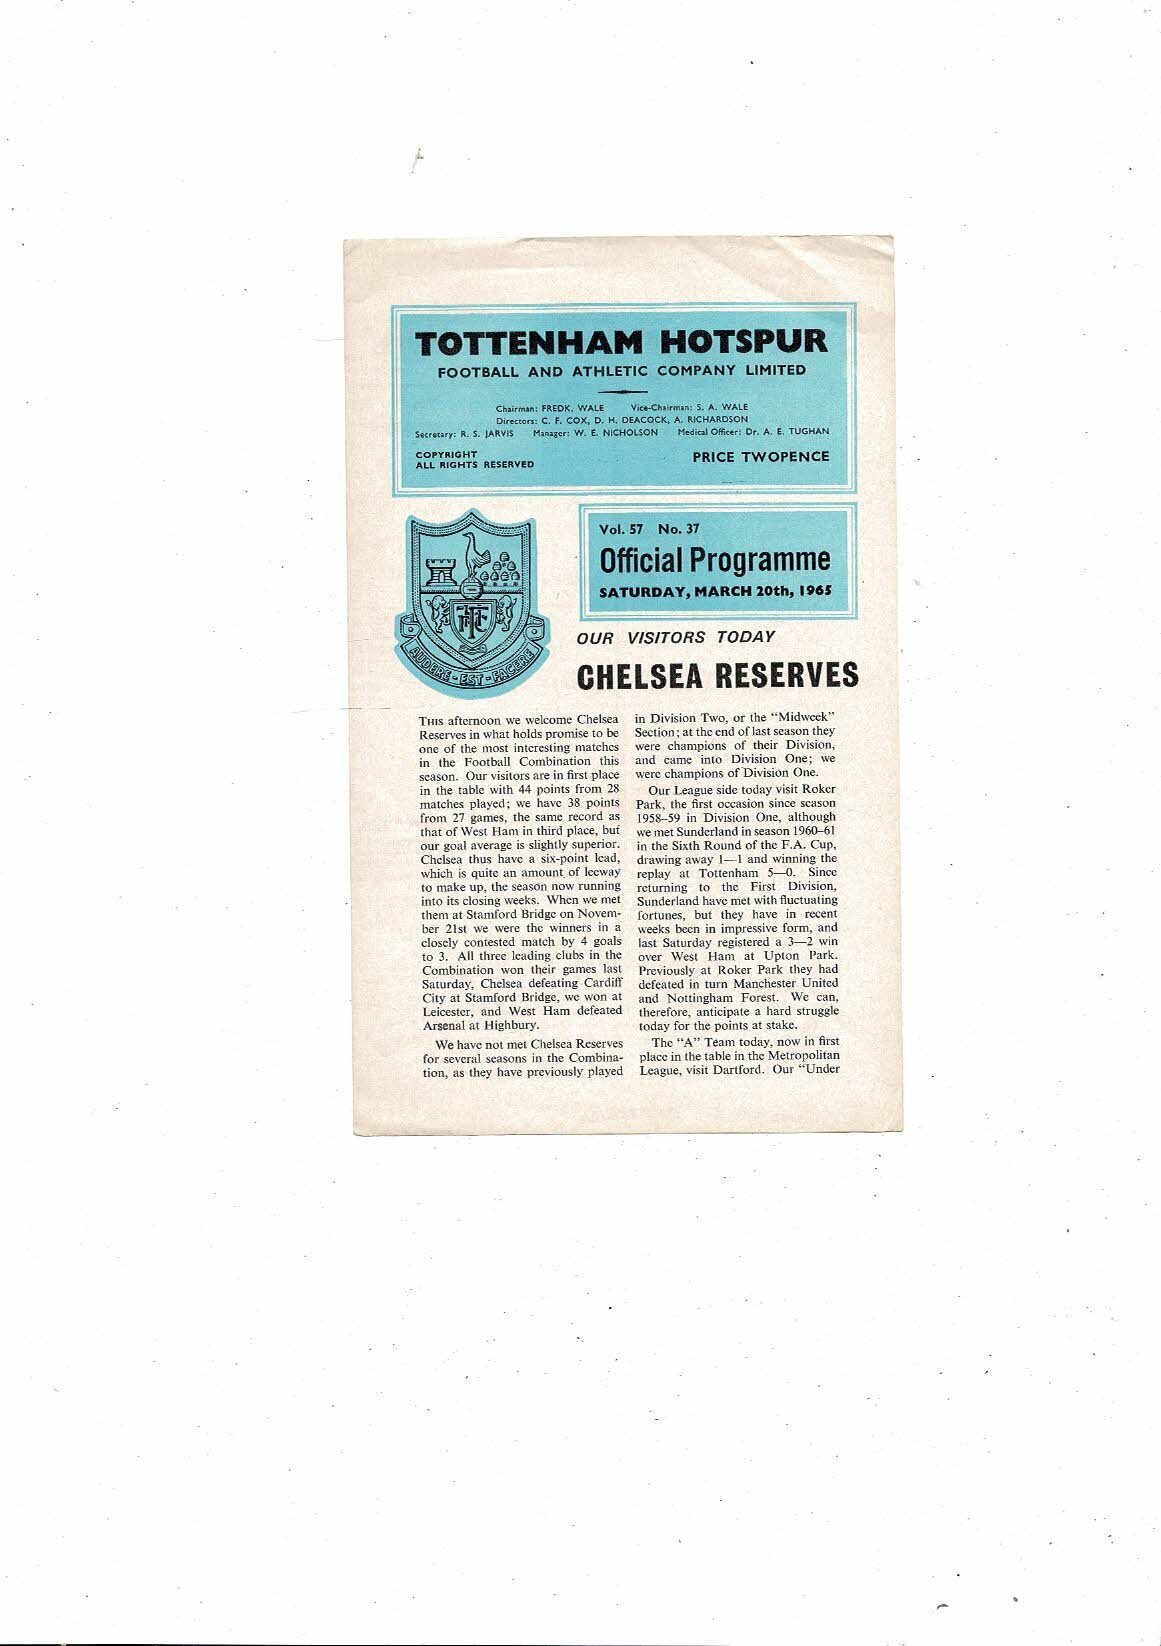 TOTTENHAM HOTSPUR
FOOTBALL AND ATHLETIC COMPANY LIMITED
Chairman: FREDK. WALE Vice-Chairman: S. A. WALE
Directors: C. F. COX, D. H. DEACOCK, A. RICHARDSON
Secretary: R. S. JARVIS Manager: W. E. NICHOLSON Medical Officer: Dr. A. E. TUGHAN
COPYRIGHT
ALL RIGHTS RESERVED
PRICE TWOPENCE
AUDERE - EST - FACERE
Vol. 57 No. 37
Official Programme
SATURDAY, MARCH 20th, 1965
OUR VISITORS TODAY
CHELSEA RESERVES
THIS afternoon we welcome Chelsea
Reserves in what holds promise to be
one of the most interesting matches
in the Football Combination this
season. Our visitors are in first place
in the table with 44 points from 28
matches played; we have 38 points
from 27 games, the same record as
that of West Ham in third place, but
our goal average is slightly superior.
Chelsea thus have a six-point lead,
which is quite an amount of leeway
to make up, the season now running
into its closing weeks. When we met
them at Stamford Bridge on Novem-
ber 21st we were the winners in a
closely contested match by 4 goals
to 3. All three leading clubs in the
Combination won their games last
Saturday, Chelsea defeating Cardiff
City at Stamford Bridge, we won at
Leicester, and West Ham defeated
Arsenal at Highbury.
We have not met Chelsea Reserves
for several seasons in the Combina-
tion, as they have previously played
in Division Two, or the "Midweek"
Section; at the end of last season they
were champions of their Division,
and came into Division One; we
were champions of Division One.
Our League side today visit Roker
Park, the first occasion since season
1958–59 in Division One, although
we met Sunderland in season 1960–61
in the Sixth Round of the F.A. Cup,
drawing away 1—1 and winning the
replay at Tottenham 5—0. Since
returning to the First Division,
Sunderland have met with fluctuating
fortunes, but they have in recent
weeks been in impressive form, and
last Saturday registered a 3—2 win
over West Ham at Upton Park.
Previously at Roker Park they had
defeated in turn Manchester United
and Nottingham Forest. We can,
therefore, anticipate a hard struggle
today for the points at stake.
The "A" Team today, now in first
place in the table in the Metropolitan
League, visit Dartford. Our "Under